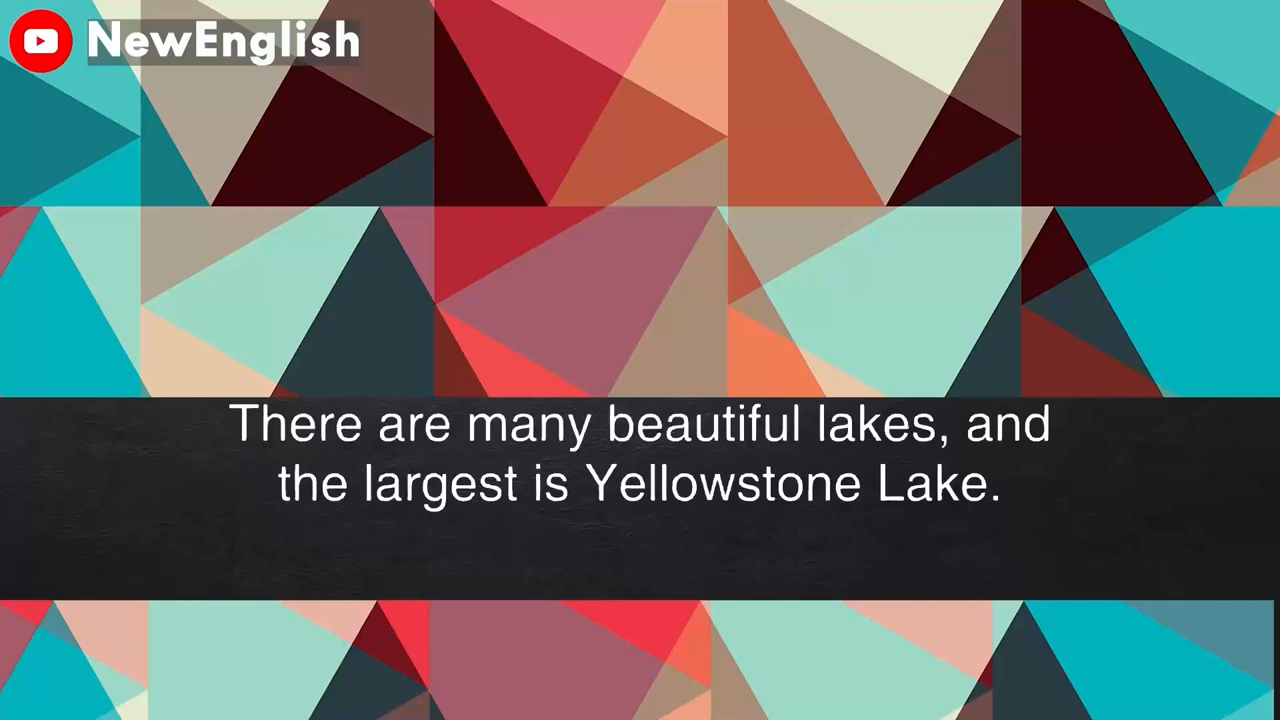 NewEnglish
There are many beautiful lakes, and
the largest is Yellowstone Lake.